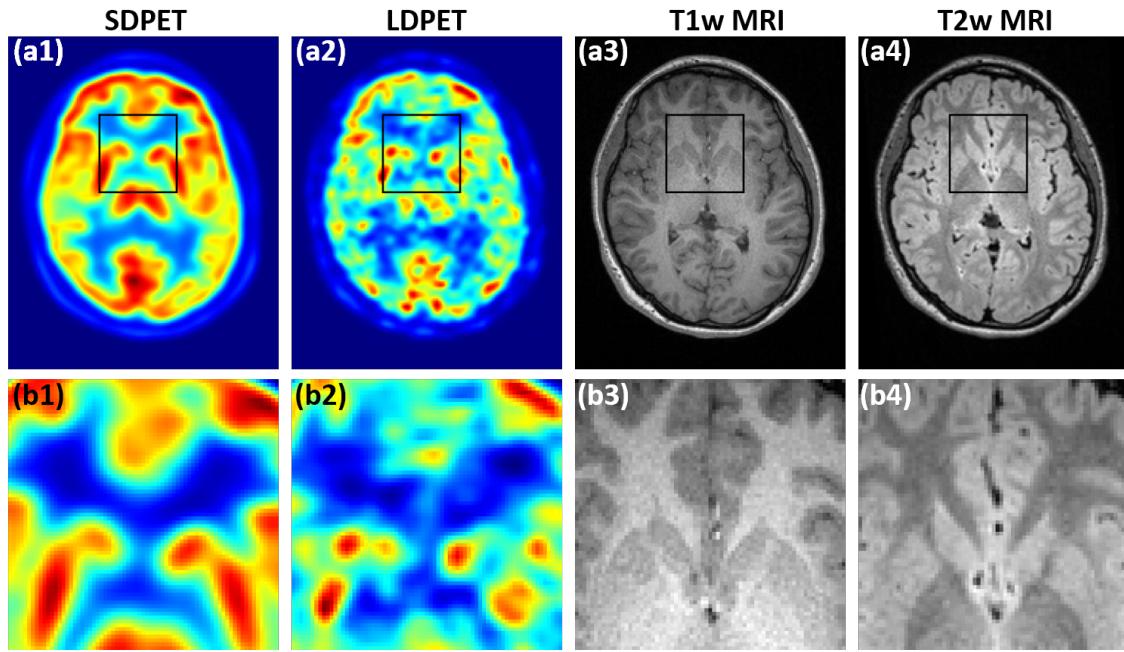 SDPET LDPET T1w MRI T2w MRI
(a1) (a2) (a3) (a4)
(b1) (b2) (b3) (b4)